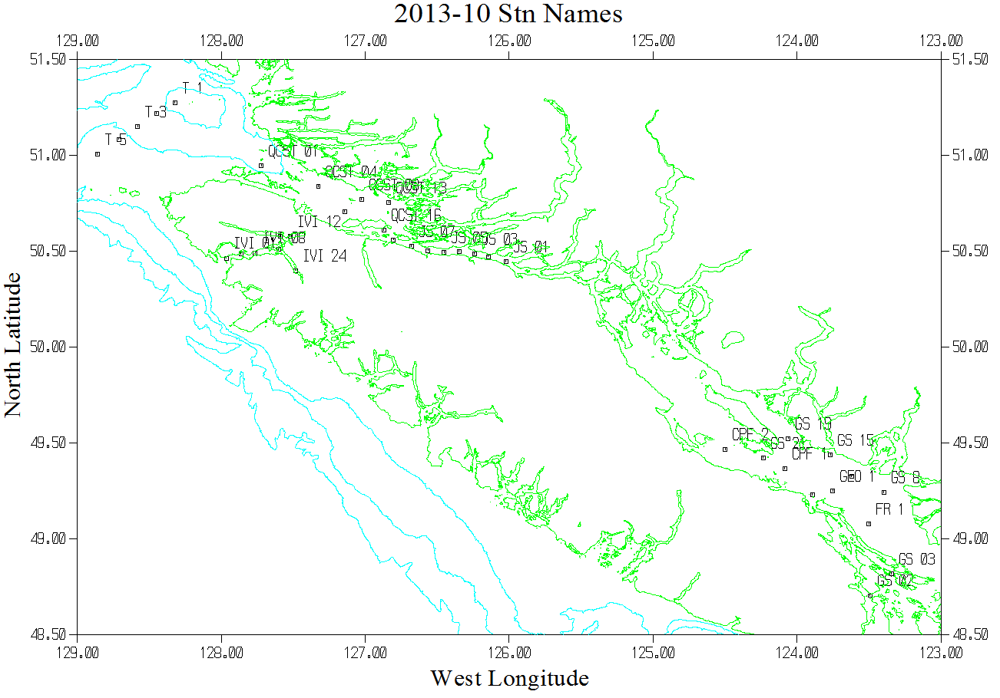 2013-10 Stn Names
129.00 128.00 127.00 126.00 125.00 124.00 123.00
51.50 51.50
T 1
T 3
T 5
51.00 51.00
QCST 01
QCST 04
QCST 13
QCST 16
IVI 12
JS 07
JS 03
JS 01
IVI 24
50.50 50.50
North Latitude
50.00 50.00
GS 19
CPF 2
GS 21
GS 15
49.50 49.50
CPF 1
GEO 1
GS 8
FR 1
49.00 49.00
GS 03
GS 02
48.50 48.50
129.00 128.00 127.00 126.00 125.00 124.00 123.00
West Longitude